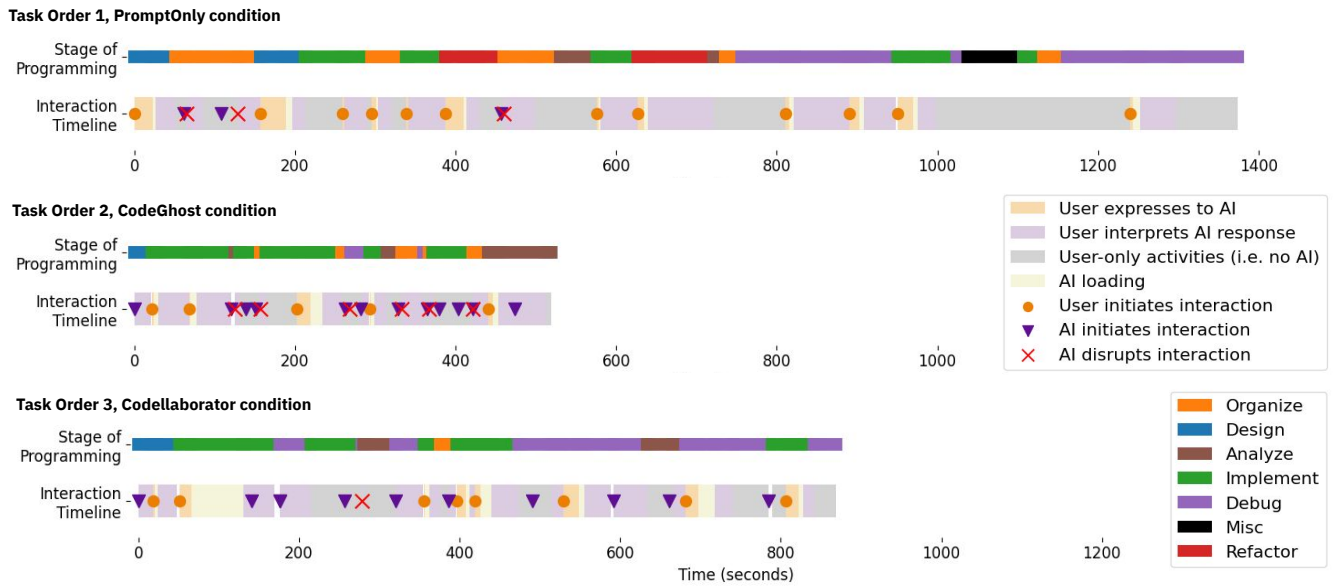 Task Order 1, PromptOnly condition
Stage of
Programming
Interaction
Timeline
0 200 400 600 800 1000 1200 1400
Task Order 2, CodeGhost condition
Stage of
Programming
Interaction
Timeline
0 200 400 600 800 1000
User expresses to AI
User interprets AI response
User-only activities (i.e. no AI)
AI loading
User initiates interaction
AI initiates interaction
AI disrupts interaction
Task Order 3, Codellaborator condition
Stage of
Programming
Interaction
Timeline
0 200 400 600 800 1000 1200
Time (seconds)
Organize
Design
Analyze
Implement
Debug
Misc
Refactor